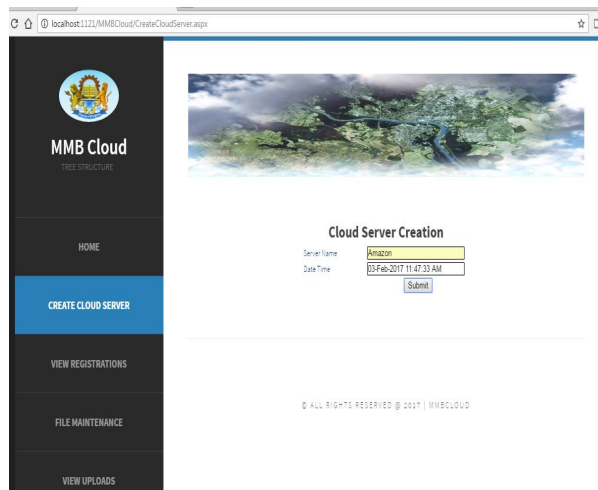 localhost:1121/MMBCloud/CreateCloudServer.aspx
MMB Cloud
TREE STRUCTURE
HOME
CREATE CLOUD SERVER
VIEW REGISTRATIONS
FILE MAINTENANCE
VIEW UPLOADS
Cloud Server Creation
Server Name Amazon
Date Time 03-Feb-2017 11:47:33 AM
Submit
© ALL RIGHTS RESERVED @ 2017 | MMBCLOUD